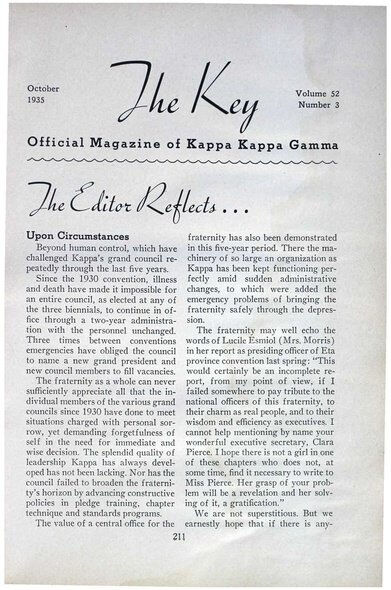 October
1935
The Key
Volume 52
Number 3
Official Magazine of Kappa Kappa Gamma
The Editor Reflects . . .
Upon Circumstances
Beyond human control, which have
challenged Kappa's grand council re-
peatedly through the last five years.
Since the 1930 convention, illness
and death have made it impossible for
an entire council, as elected at any of
the three biennials, to continue in of-
fice through a two-year administra-
tion with the personnel unchanged.
Three times between conventions
emergencies have obliged the council
to name a new grand president and
new council members to fill vacancies.
The fraternity as a whole can never
sufficiently appreciate all that the in-
dividual members of the various grand
councils since 1930 have done to meet
situations charged with personal sor-
row, yet demanding forgetfulness of
self in the need for immediate and
wise decision. The splendid quality of
leadership Kappa has always devel-
oped has not been lacking. Nor has the
council failed to broaden the fraterni-
ty's horizon by advancing constructive
policies in pledge training, chapter
technique and standards programs.
The value of a central office for the
fraternity has also been demonstrated
in this five-year period. There the ma-
chinery of so large an organization as
Kappa has been kept functioning per-
fectly amid sudden administrative
changes, to which were added the
emergency problems of bringing the
fraternity safely through the depres-
sion.
The fraternity may well echo the
words of Lucile Esmiol (Mrs. Morris)
in her report as presiding officer of Eta
province convention last spring: "This
would certainly be an incomplete re-
port, from my point of view, if I
failed somewhere to pay tribute to the
national officers of this fraternity, to
their charm as real people, and to their
wisdom and efficiency as executives. I
cannot help mentioning by name your
wonderful executive secretary, Clara
Pierce. I hope there is not a girl in one
of these chapters who does not, at
some time, find it necessary to write to
Miss Pierce. Her grasp of your prob-
lem will be a revelation and her solv-
ing of it, a gratification."
We are not superstitious. But we
earnestly hope that if there is any-
211